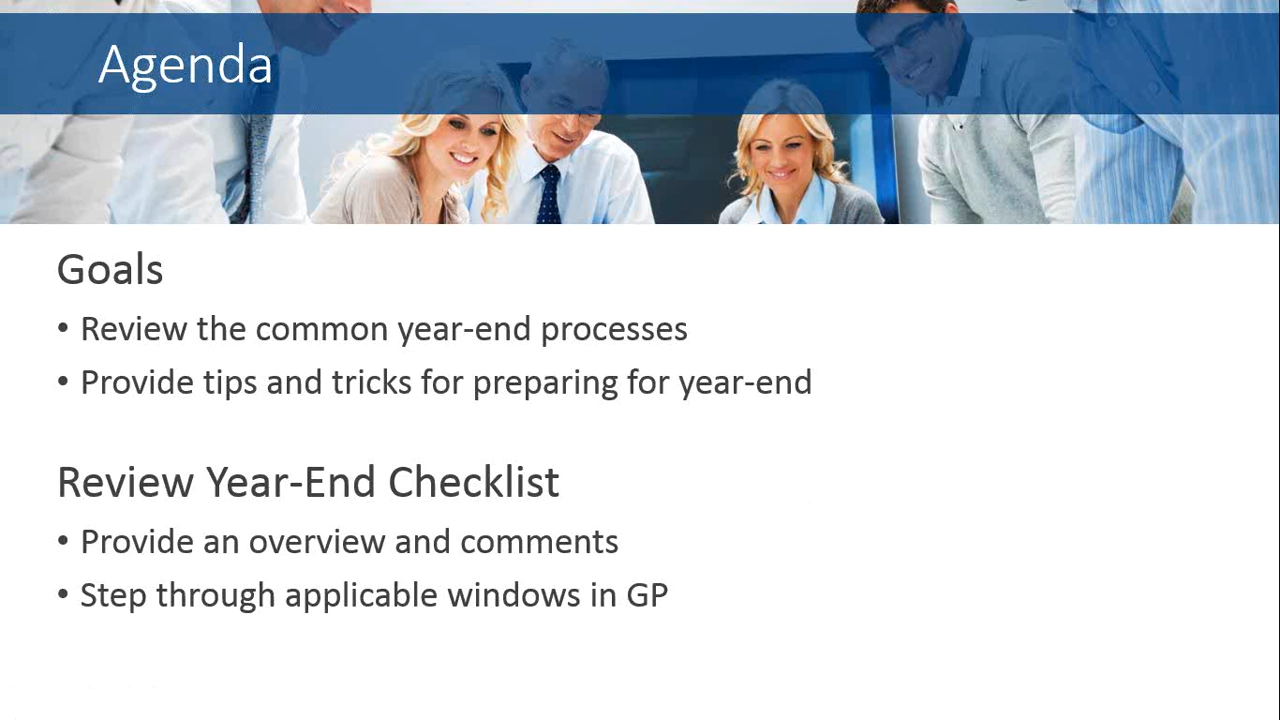 Agenda
Goals
• Review the common year-end processes
• Provide tips and tricks for preparing for year-end
Review Year-End Checklist
• Provide an overview and comments
• Step through applicable windows in GP